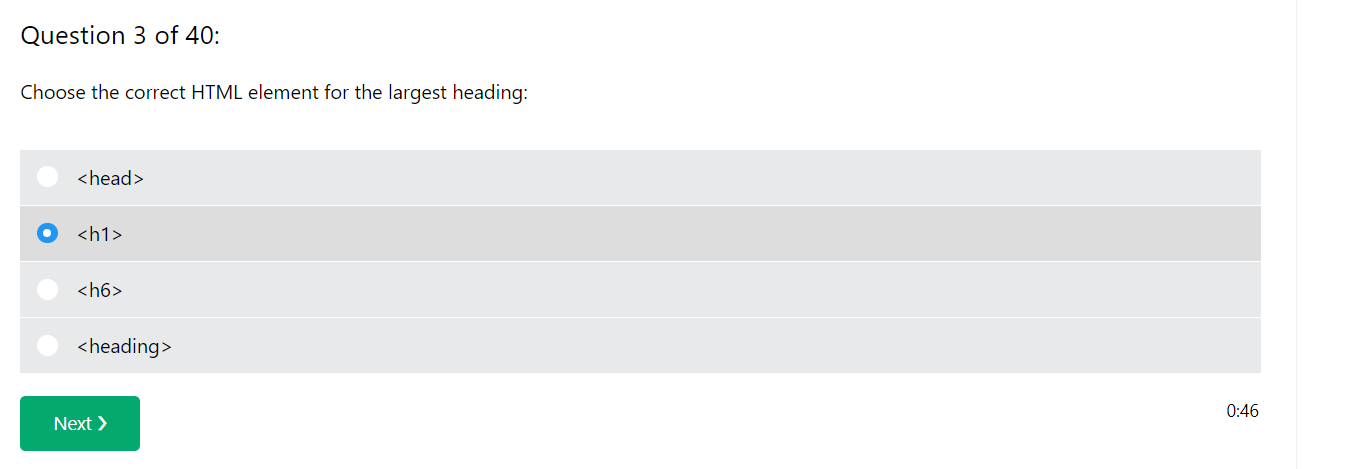 Question 3 of 40:
Choose the correct HTML element for the largest heading:
<head>
<h1>
<h6>
<heading>
Next ❯
0:46